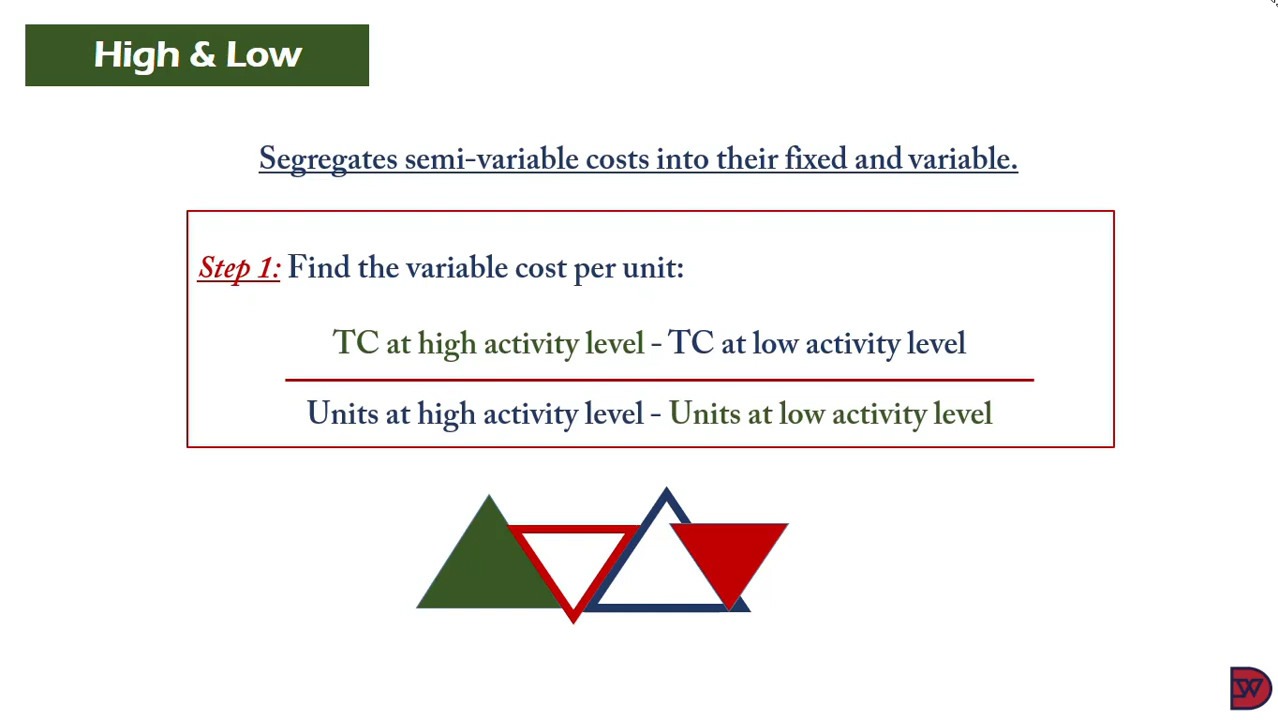 High & Low
Segregates semi-variable costs into their fixed and variable.
Step 1: Find the variable cost per unit:
TC at high activity level - TC at low activity level
Units at high activity level - Units at low activity level
DW